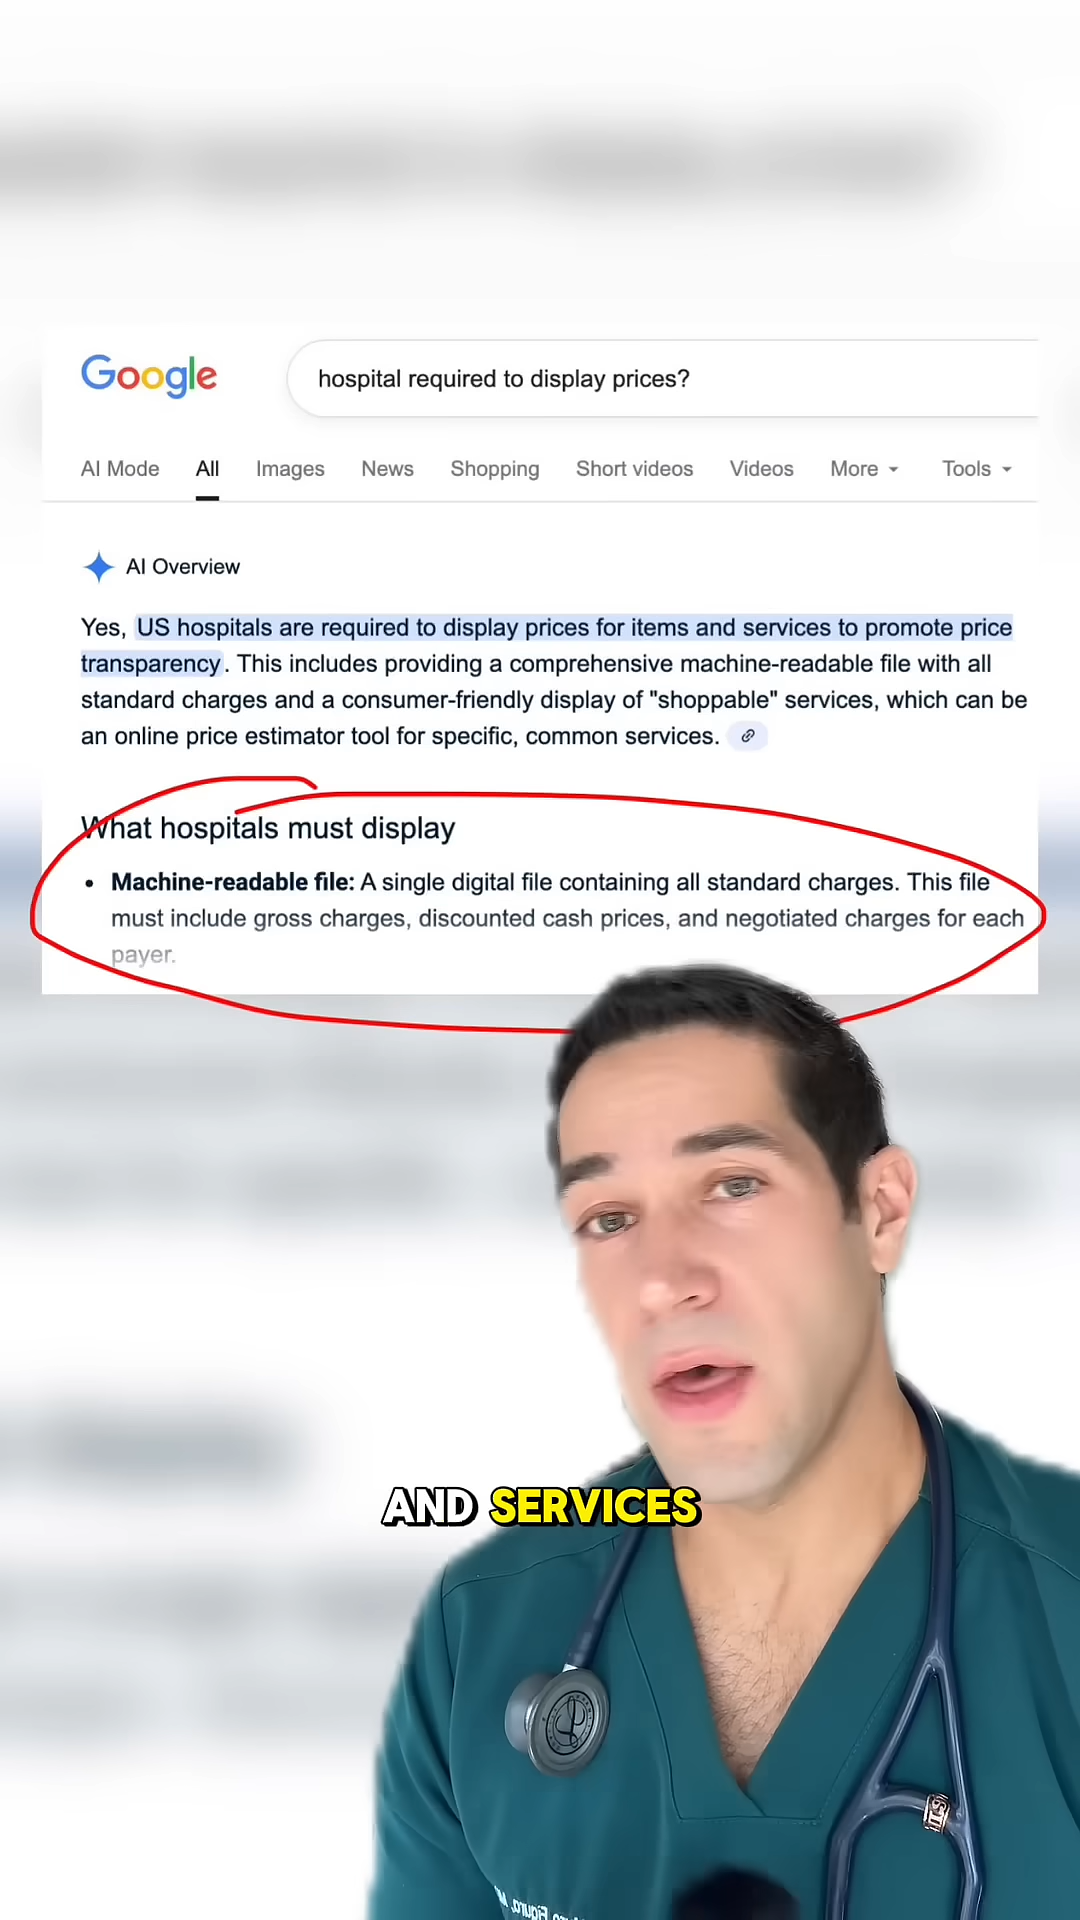 Google
hospital required to display prices?
AI Mode All Images News Shopping Short videos Videos More Tools
AI Overview
Yes, US hospitals are required to display prices for items and services to promote price
transparency. This includes providing a comprehensive machine-readable file with all
standard charges and a consumer-friendly display of "shoppable" services, which can be
an online price estimator tool for specific, common services.
What hospitals must display
• Machine-readable file: A single digital file containing all standard charges. This file
must include gross charges, discounted cash prices, and negotiated charges for each
payer.
AND SERVICES